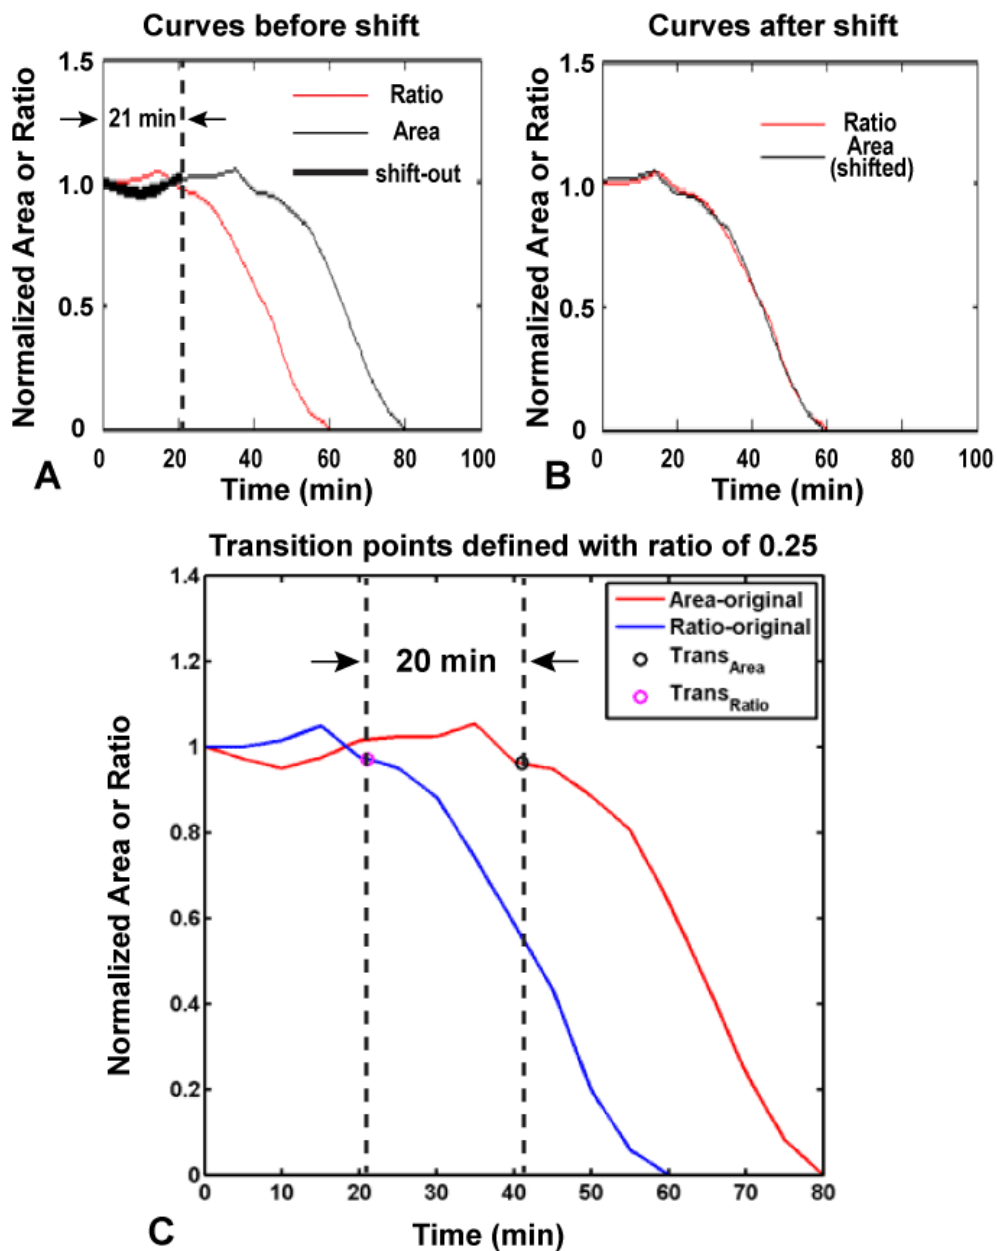 Curves before shift
Normalized Area or Ratio
1.5
1.0
0.5
0
21 min
Ratio
Area
shift-out
0 20 40 60 80 100
Time (min)
A
Curves after shift
Normalized Area or Ratio
1.5
1.0
0.5
0
Ratio
Area
(shifted)
0 20 40 60 80 100
Time (min)
B
Transition points defined with ratio of 0.25
Normalized Area or Ratio
1.4
1.2
1
0.8
0.6
0.4
0.2
0
20 min
Area-original
Ratio-original
Trans Area
Trans Ratio
0 10 20 30 40 50 60 70 80
Time (min)
C